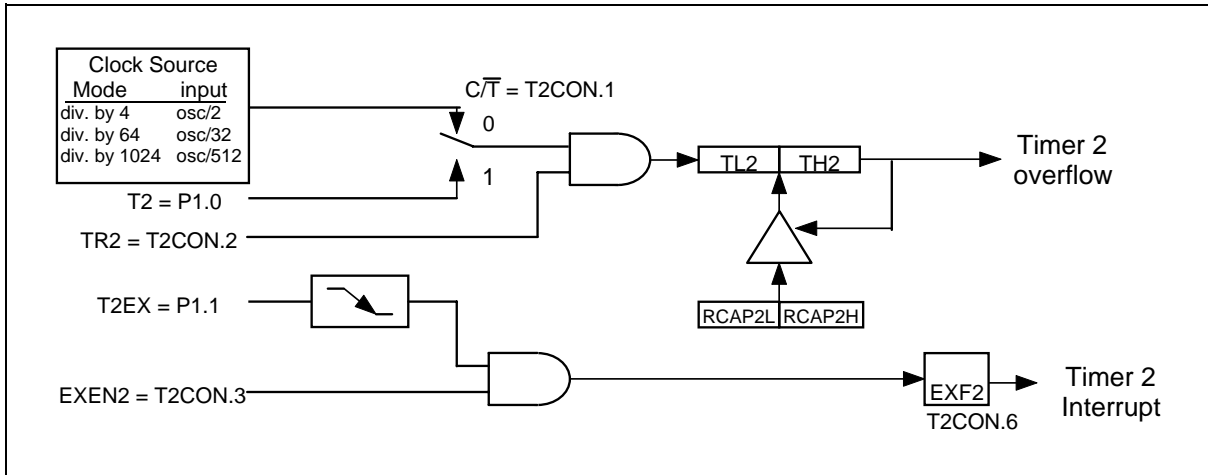 Clock Source
Mode input
div. by 4 osc/2
div. by 64 osc/32
div. by 1024 osc/512
C/T̅ = T2CON.1
0
1
T2 = P1.0
TR2 = T2CON.2
TL2 TH2
Timer 2
overflow
RCAP2L RCAP2H
T2EX = P1.1
EXEN2 = T2CON.3
EXF2
T2CON.6
Timer 2
Interrupt